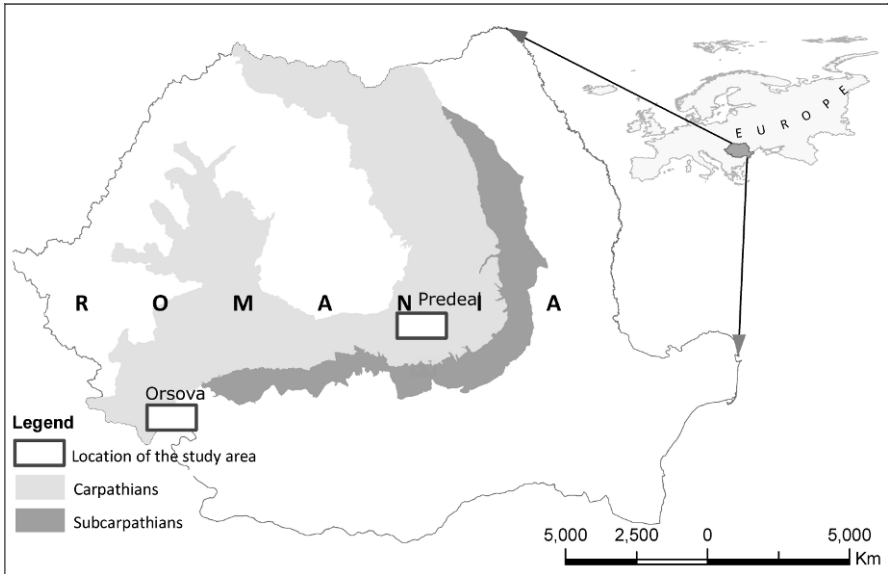 EUROPE
ROMANIA
Predeal
Orsova
Legend
Location of the study area
Carpathians
Subcarpathians
5,000 2,500 0 5,000
Km